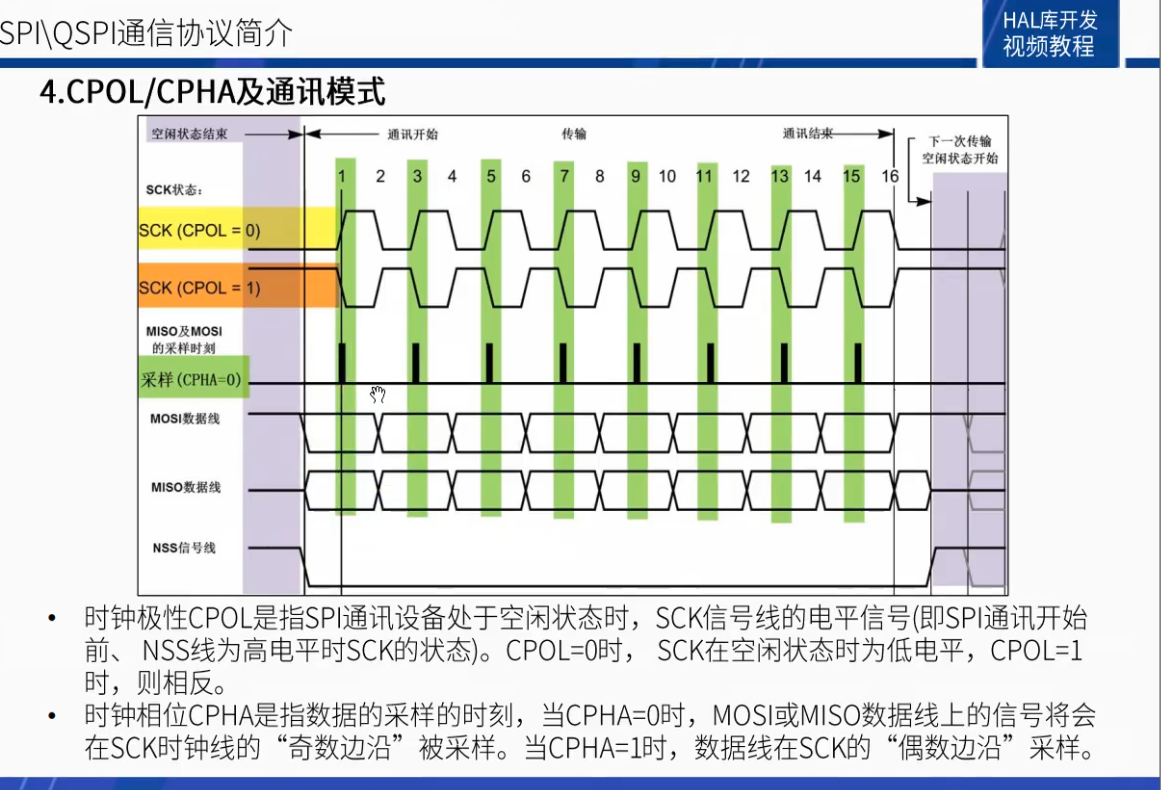 SPI\QSPI通信协议简介
HAL库开发
视频教程
4.CPOL/CPHA及通讯模式
空闲状态结束
通讯开始
传输
通讯结束
下一次传输
空闲状态开始
1 2 3 4 5 6 7 8 9 10 11 12 13 14 15 16
SCK状态:
SCK (CPOL = 0)
SCK (CPOL = 1)
MISO及MOSI
的采样时刻
采样(CPHA=0)
MOSI数据线
MISO数据线
NSS信号线
• 时钟极性CPOL是指SPI通讯设备处于空闲状态时，SCK信号线的电平信号(即SPI通讯开始
前、 NSS线为高电平时SCK的状态)。CPOL=0时， SCK在空闲状态时为低电平，CPOL=1
时，则相反。
• 时钟相位CPHA是指数据的采样的时刻，当CPHA=0时，MOSI或MISO数据线上的信号将会
在SCK时钟线的“奇数边沿”被采样。当CPHA=1时，数据线在SCK的“偶数边沿”采样。